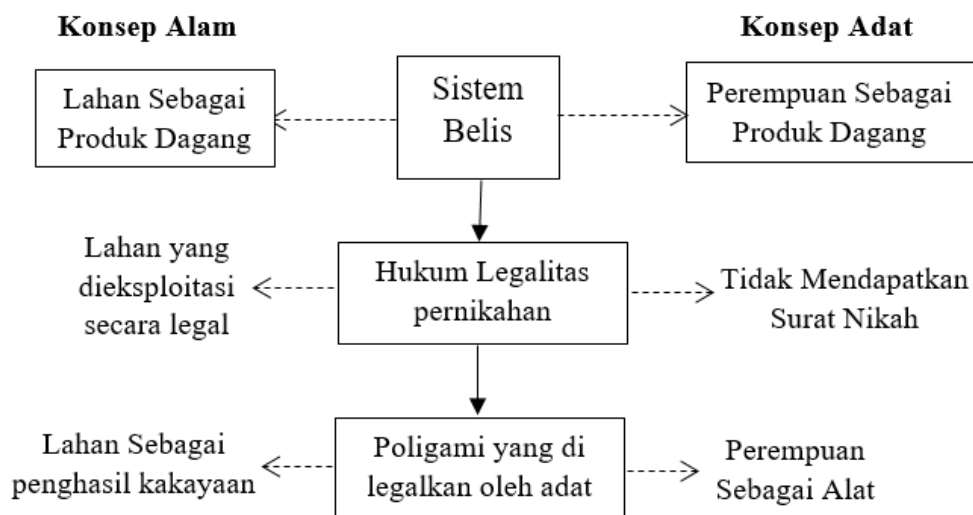 Konsep Alam
Konsep Adat
Lahan Sebagai
Produk Dagang
Sistem
Belis
Perempuan Sebagai
Produk Dagang
Lahan yang
dieksploitasi
secara legal
Hukum Legalitas
pernikahan
Tidak Mendapatkan
Surat Nikah
Lahan Sebagai
penghasil kakayaan
Poligami yang di
legalkan oleh adat
Perempuan
Sebagai Alat